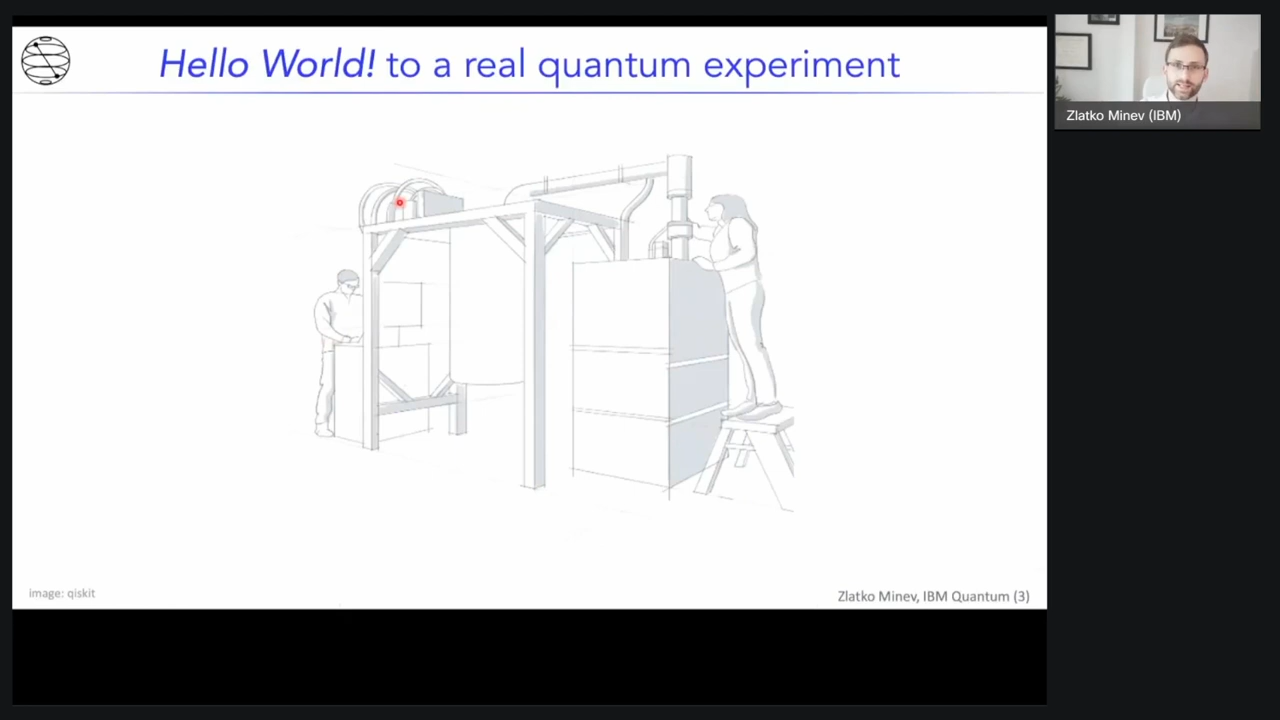 Hello World! to a real quantum experiment
Zlatko Minev (IBM)
image: qiskit
Zlatko Minev, IBM Quantum (3)